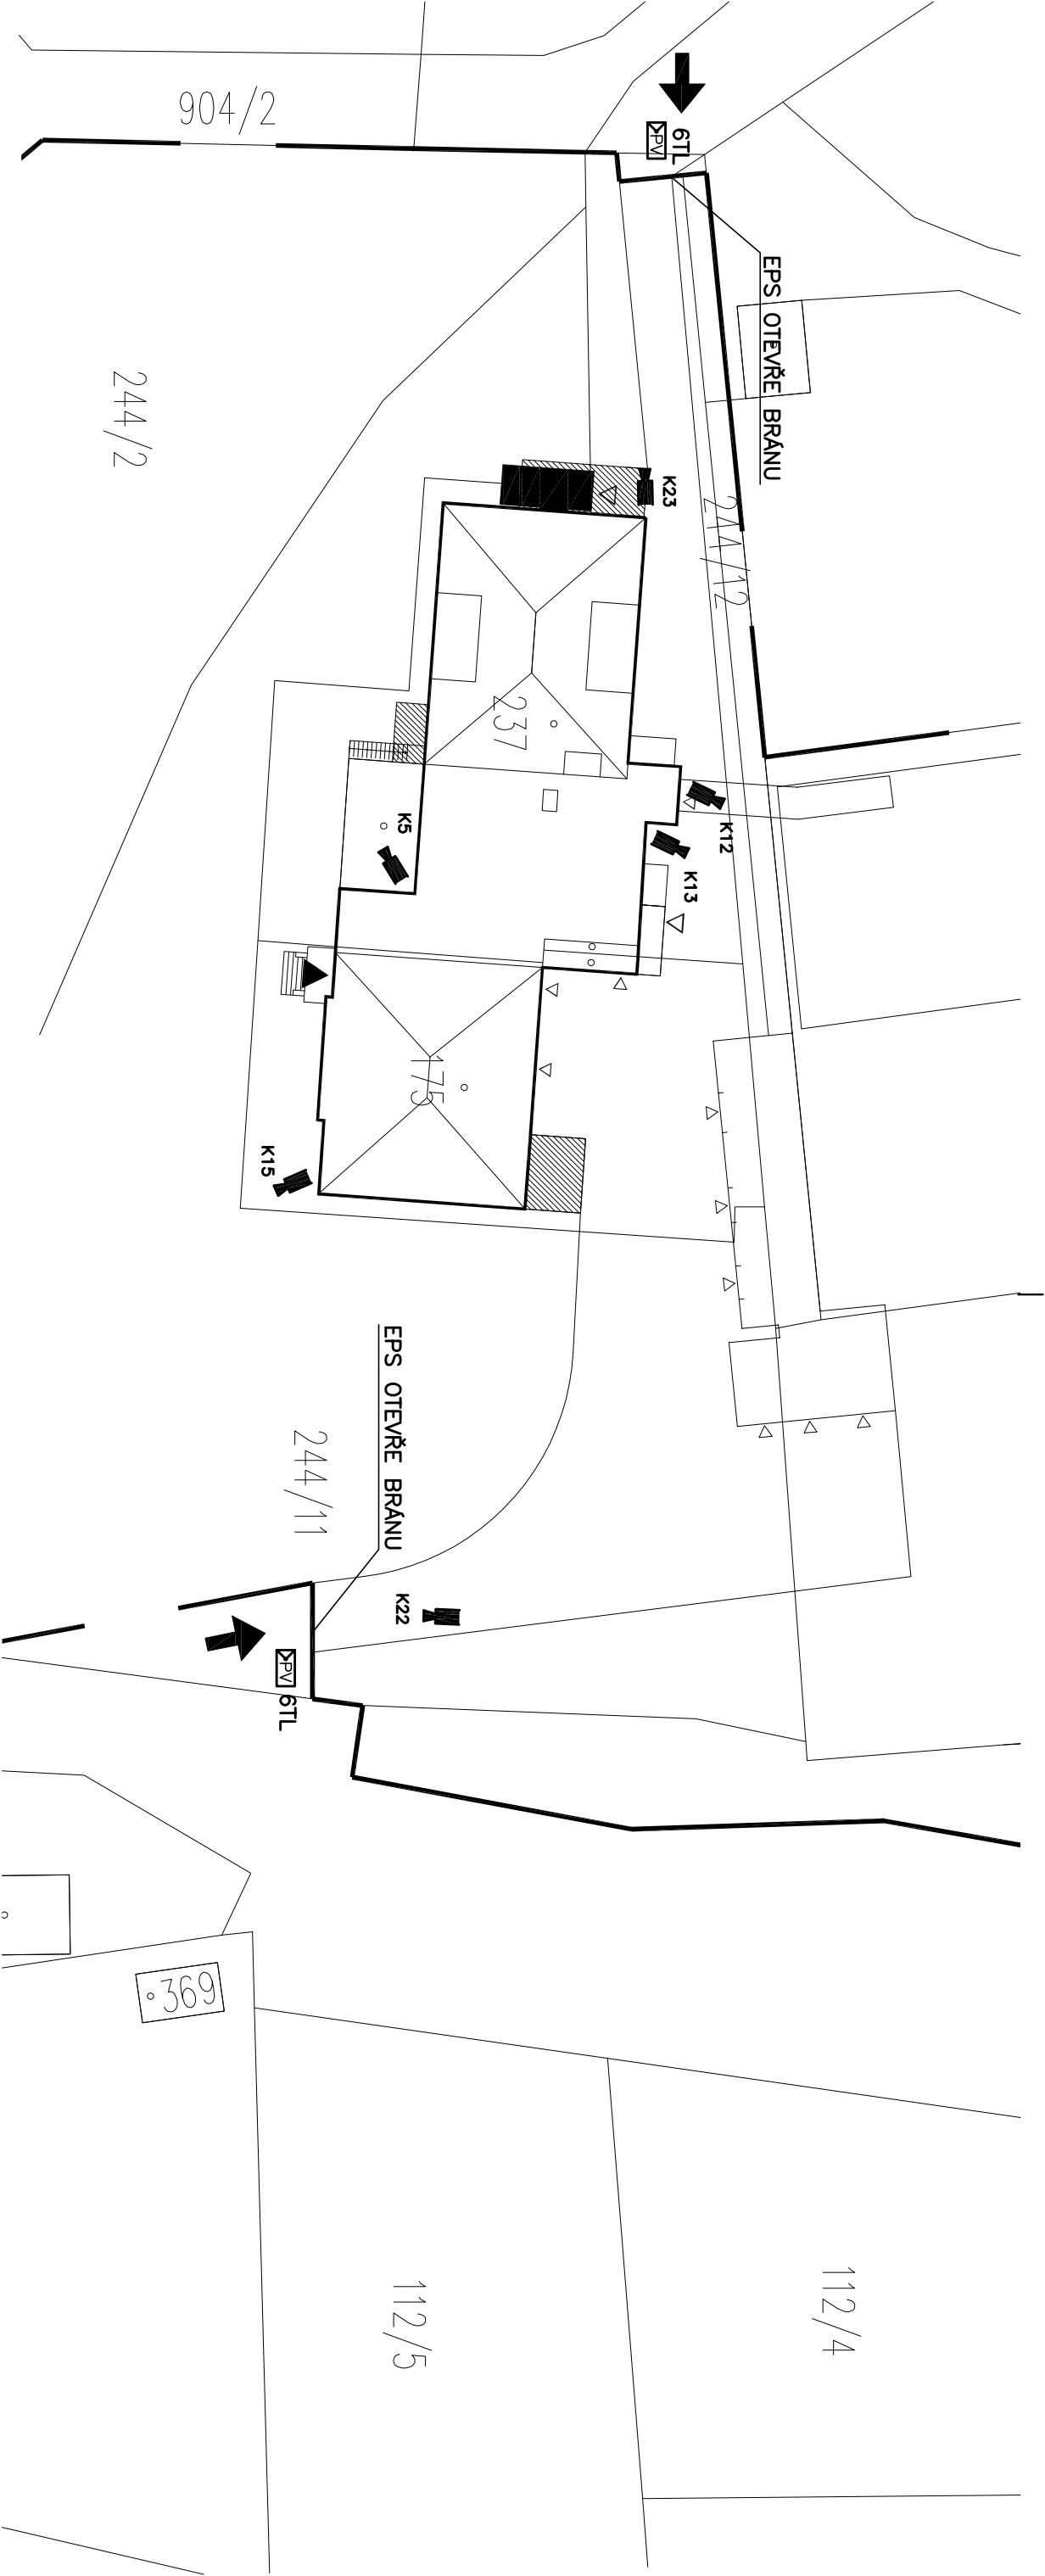 904/2
6TL
PV
EPS OTEVŘE BRÁNU
244/2
K23
244/12
237
K12
K5
K13
175
K15
EPS OTEVŘE BRÁNU
244/11
K22
PV
6TL
369
112/4
112/5